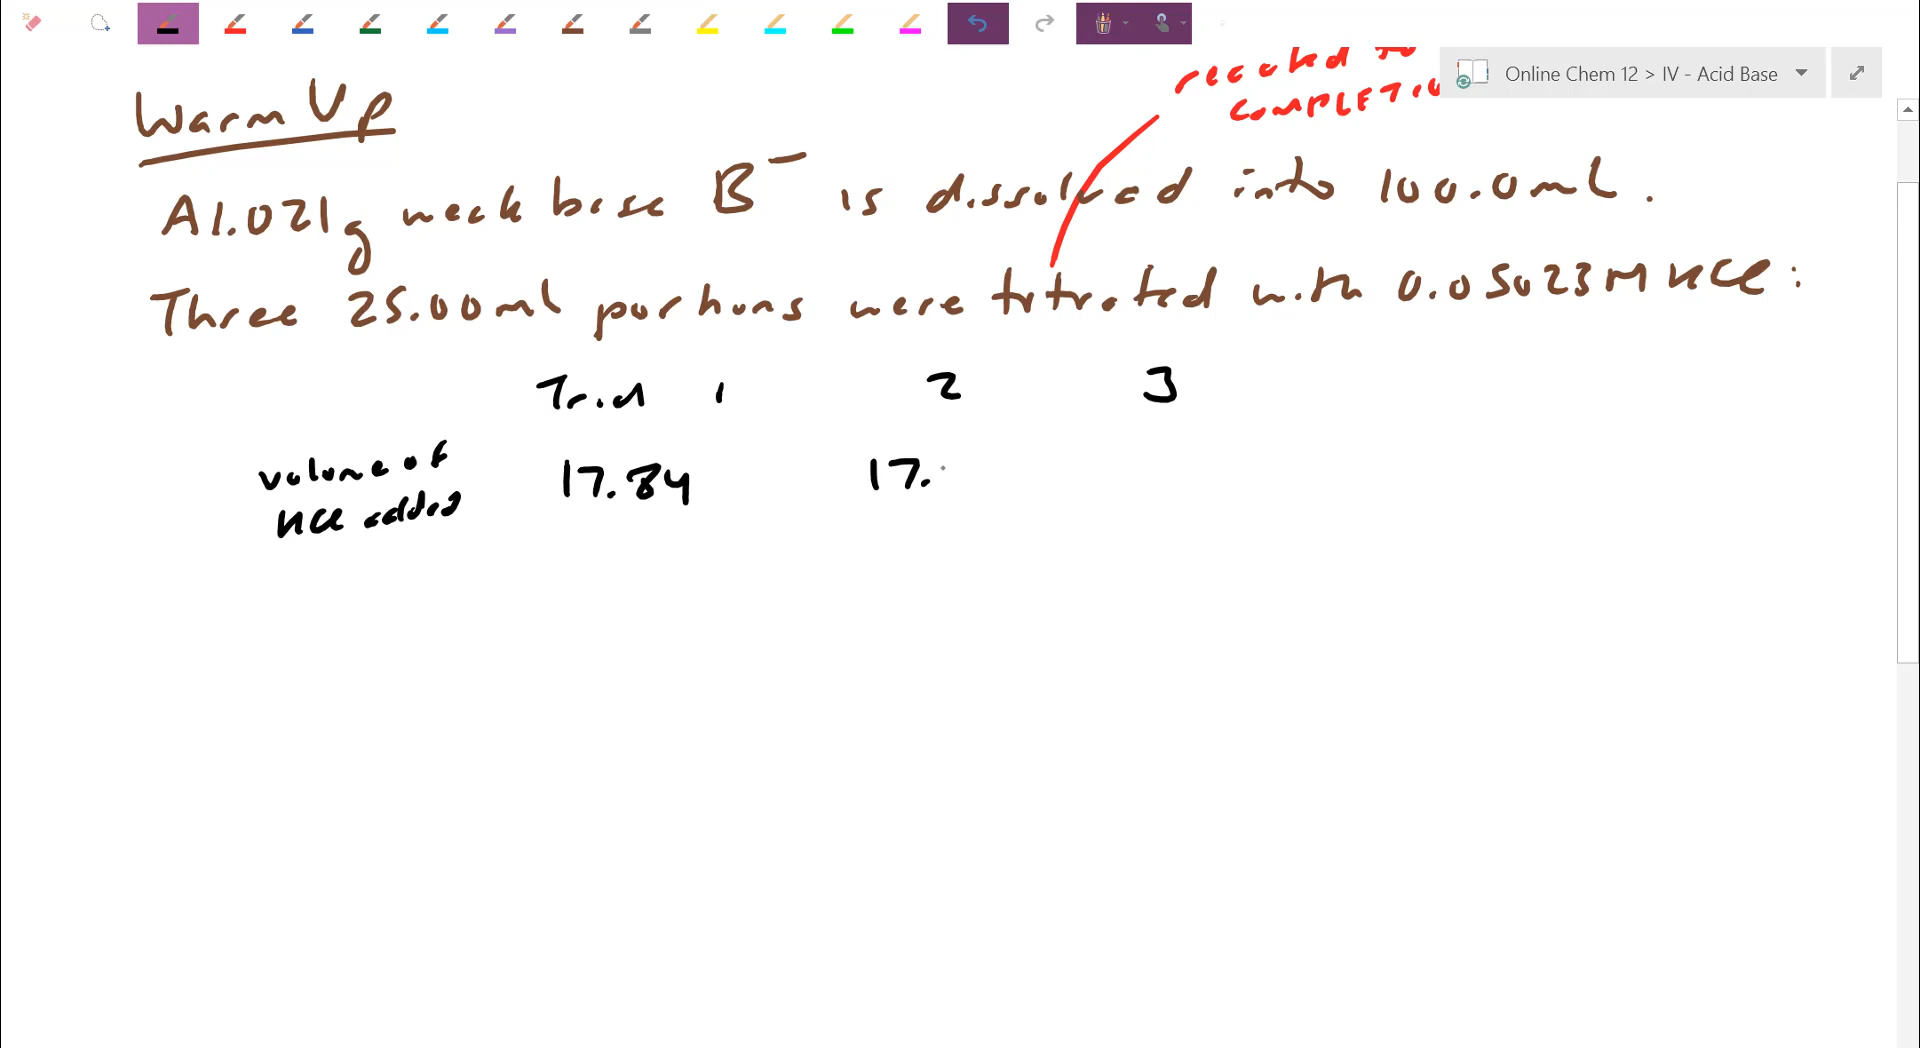 reacted to
COMPLETIO
Online Chem 12 > IV - Acid Base
Warm Up
A 1.021g weak base B⁻ is dissolved into 100.0mL.
Three 25.00mL portions were titrated with 0.05023M HCl:
Trial 1 2 3
volume of
HCl added 17.84 17.